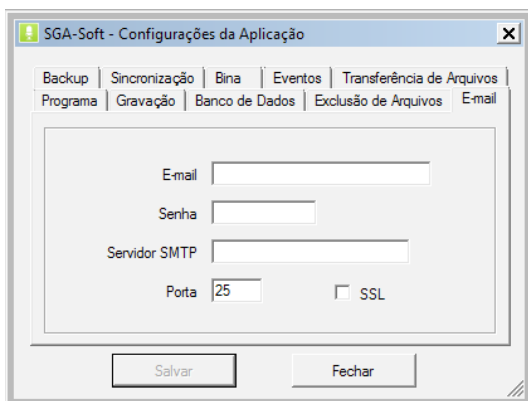 SGA-Soft - Configurações da Aplicação
Backup Sincronização Bina Eventos Transferência de Arquivos
Programa Gravação Banco de Dados Exclusão de Arquivos E-mail
E-mail
Senha
Servidor SMTP
Porta 25 SSL
Salvar Fechar